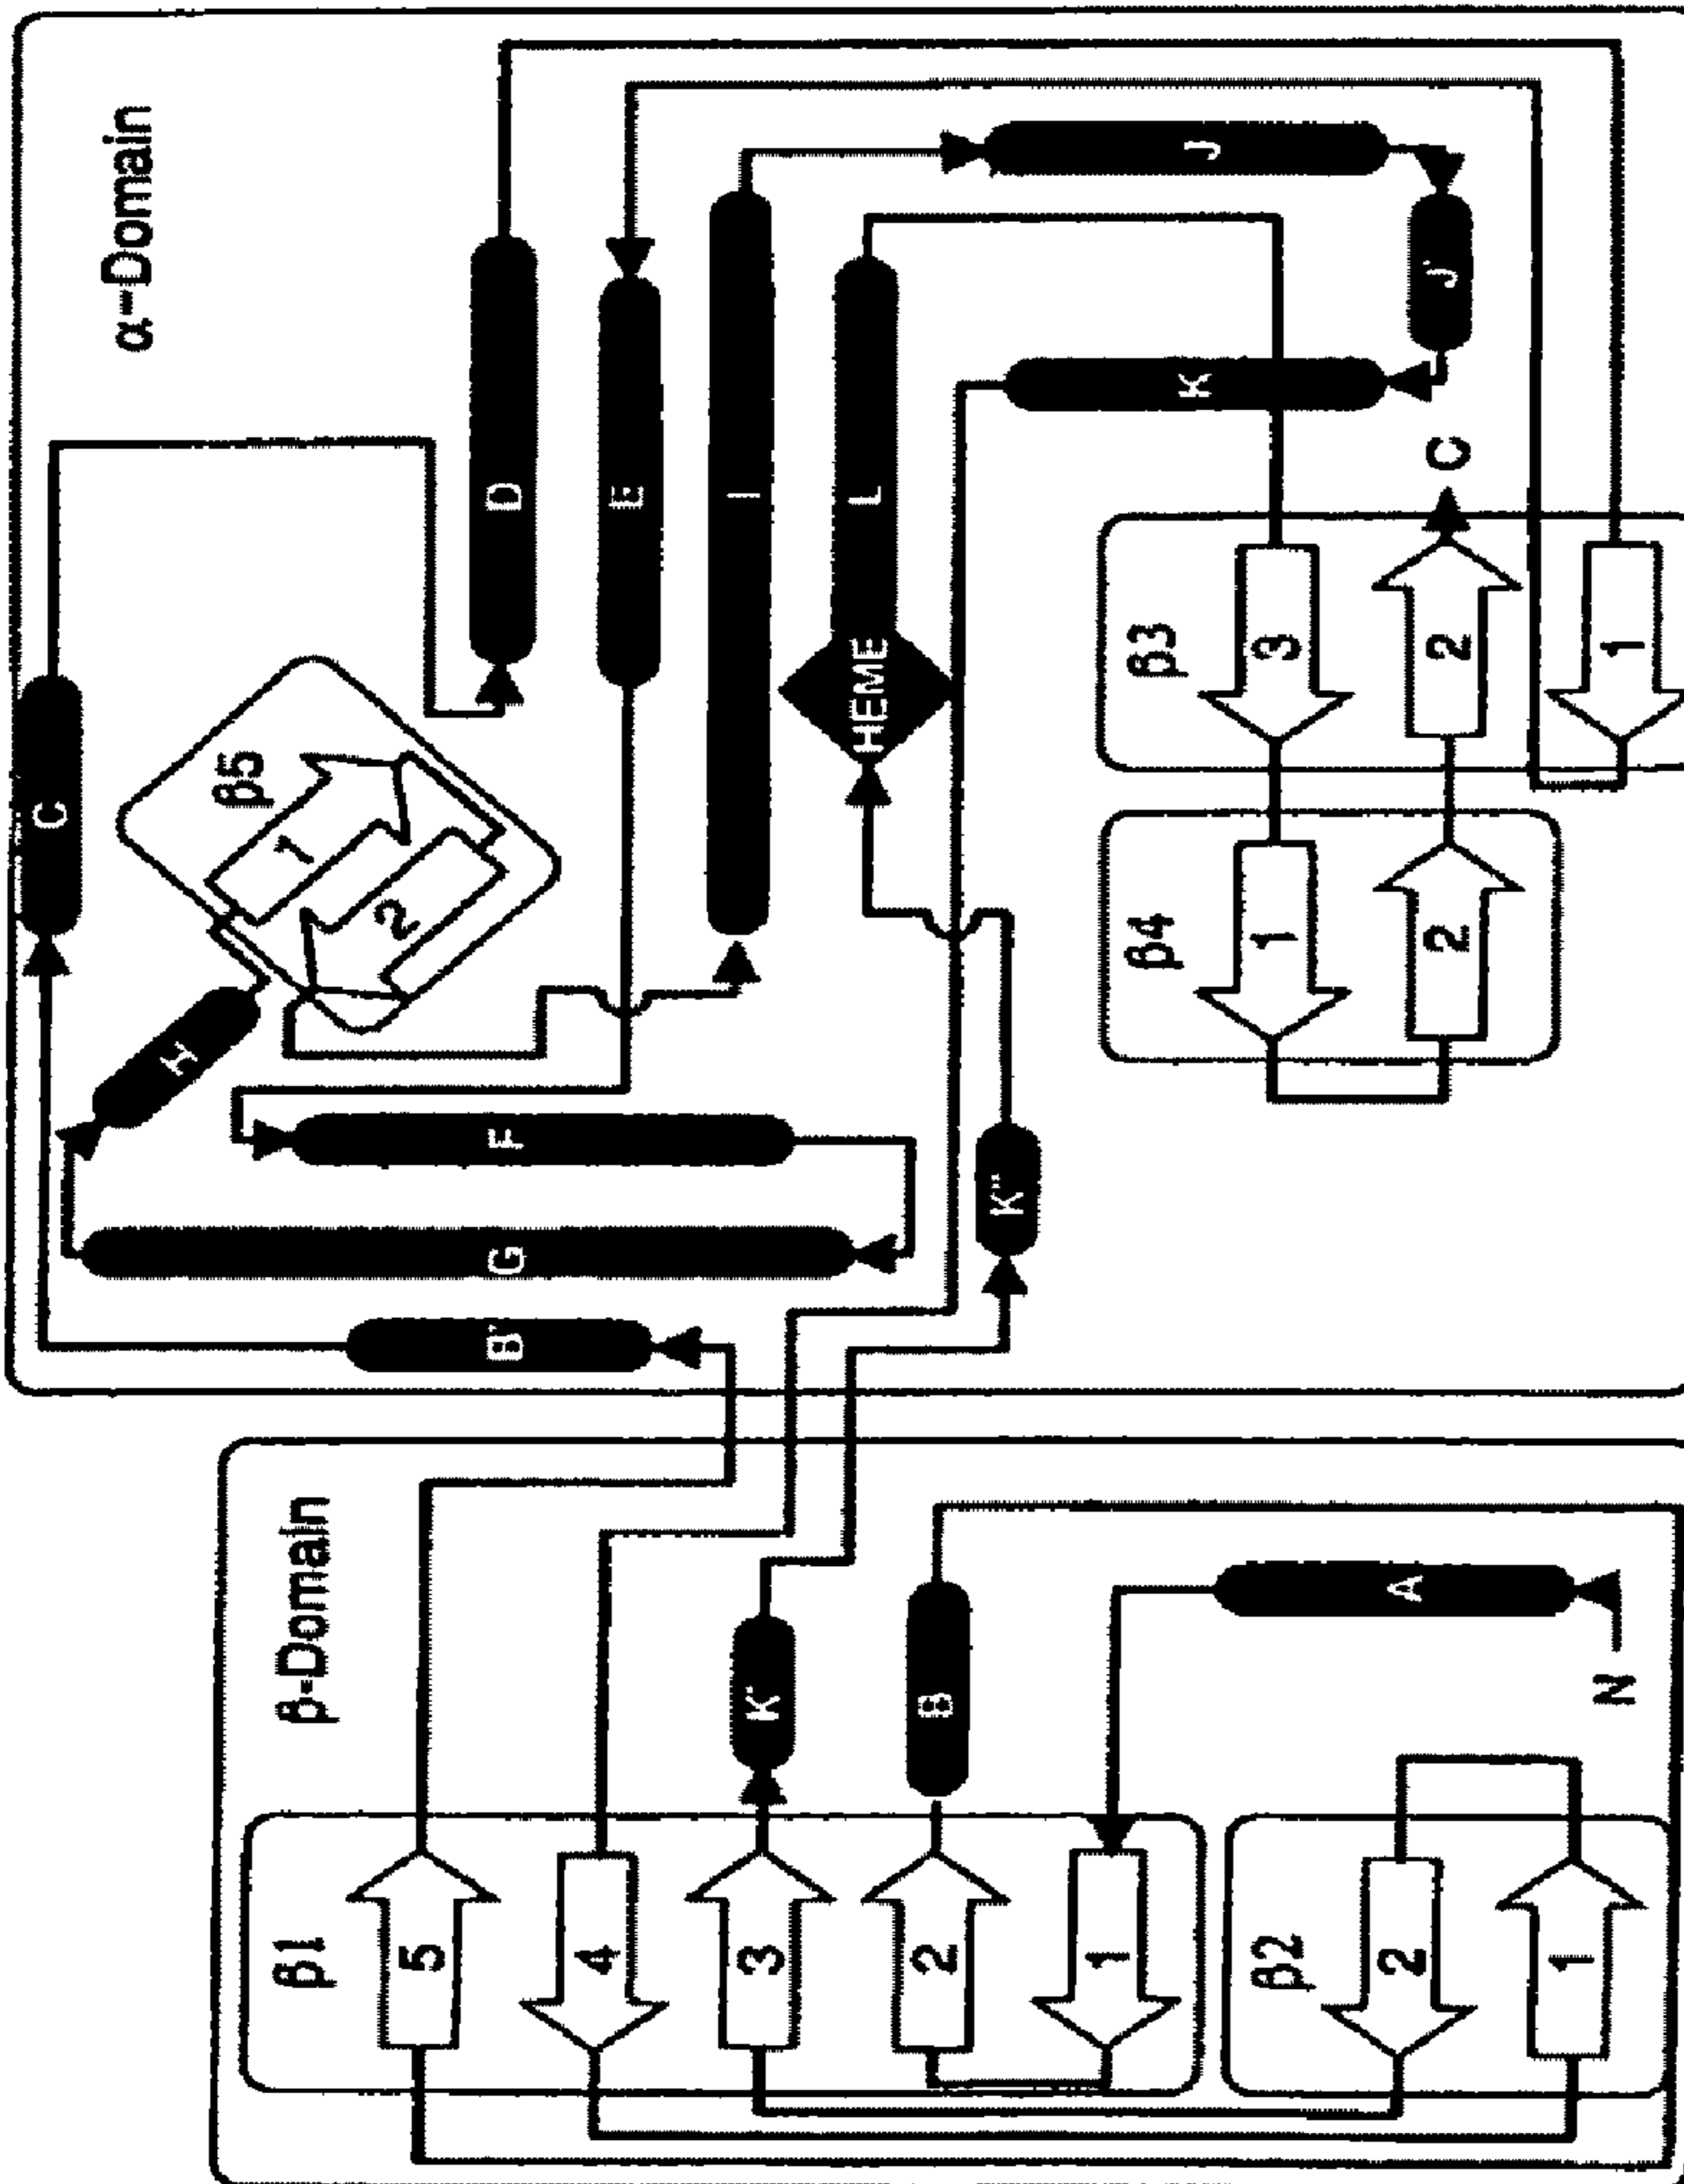 α-Domain
C
β5
1
2
H
D
E
I
L
HEME
F
G
B'
J
J'
K
K"
β3
3
2
1
C
β4
1
2
β-Domain
β1
5
4
3
2
1
K'
B
A
N
β2
2
1